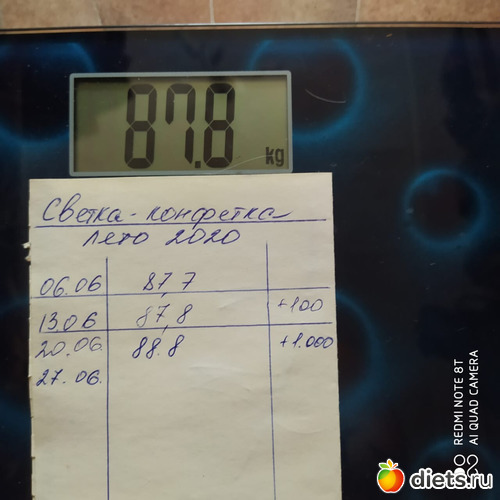 87.8 kg
Светка-конфетка
лето 2020
06.06 87,7
13.06 87,8 +100
20.06. 88.8 +1.000
27.06.
REDMI NOTE 8T
AI QUAD CAMERA
diets.ru